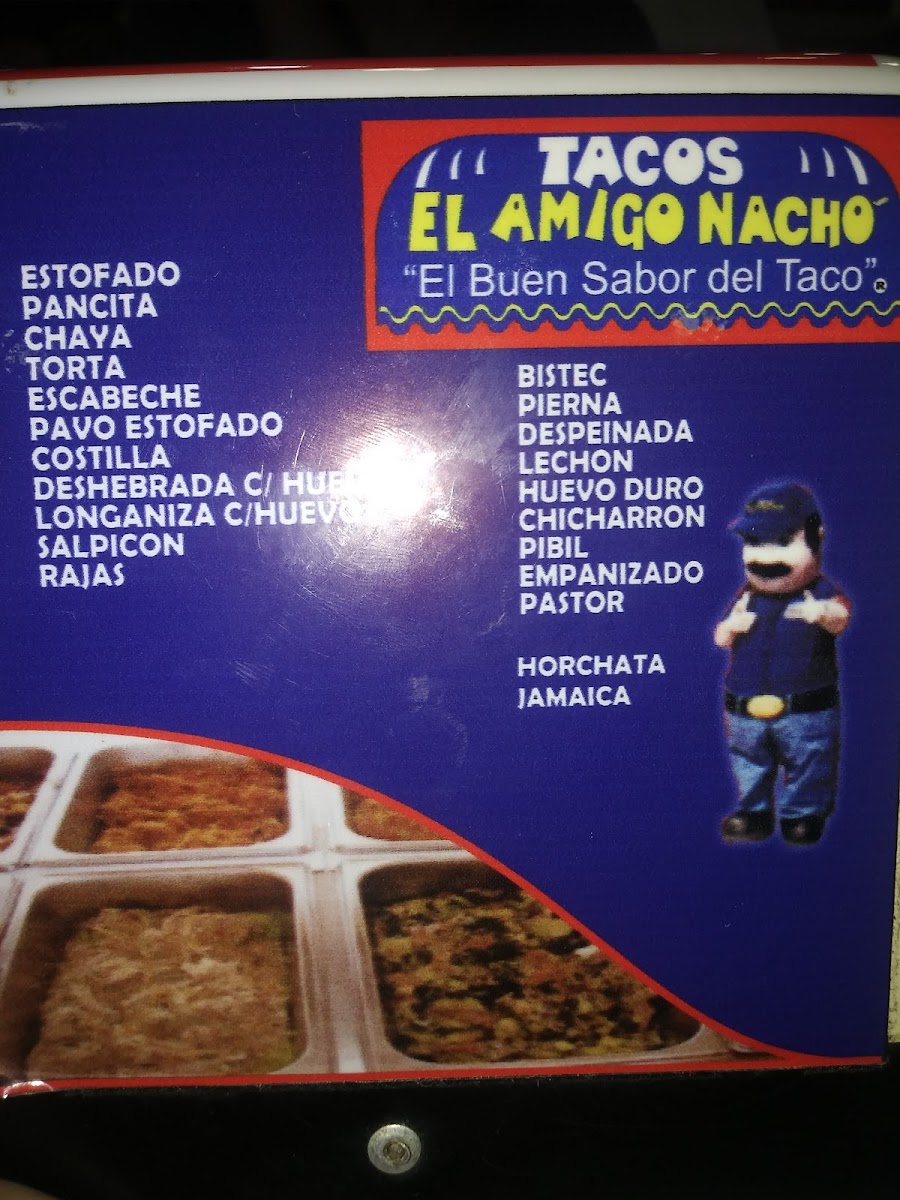 TACOS
EL AMIGO NACHO
“El Buen Sabor del Taco”®
ESTOFADO
PANCITA
CHAYA
TORTA
ESCABECHE
PAVO ESTOFADO
COSTILLA
DESHEBRADA C/
LONGANIZA C/HUEVO
SALPICON
RAJAS
BISTEC
PIERNA
DESPEINADA
LECHON
HUEVO DURO
CHICHARRON
PIBIL
EMPANIZADO
PASTOR
HORCHATA
JAMAICA